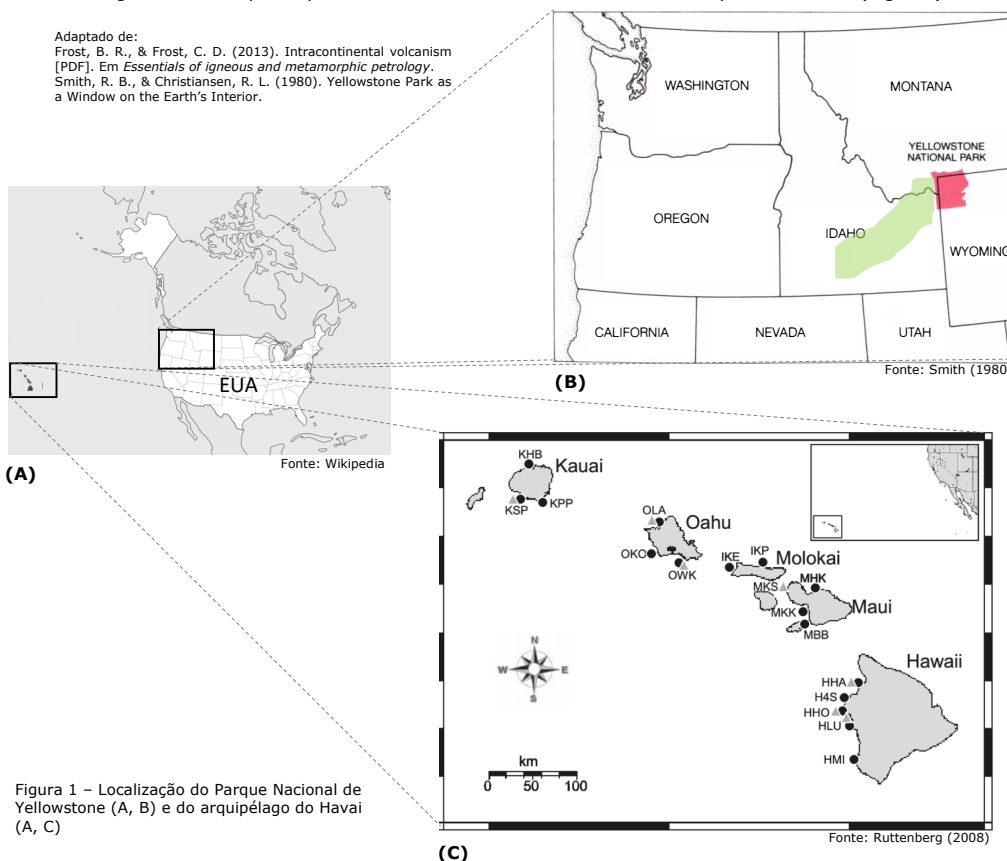 Adaptado de:
Frost, B. R., & Frost, C. D. (2013). Intracontinental volcanism
[PDF]. Em Essentials of igneous and metamorphic petrology.
Smith, R. B., & Christiansen, R. L. (1980). Yellowstone Park as
a Window on the Earth's Interior.
WASHINGTON
MONTANA
YELLOWSTONE
NATIONAL PARK
OREGON
IDAHO
WYOMING
CALIFORNIA
NEVADA
UTAH
(B)
Fonte: Smith (1980
EUA
(A)
Fonte: Wikipedia
KHB
Kauai
KSP
KPP
OLA
Oahu
OKO
OWK
IKE
IKP
Molokai
MKS
MHK
MKK
Maui
MBB
Hawaii
HHA
H4S
HHO
HLU
HMI
N
W
E
S
km
0
50
100
Figura 1 – Localização do Parque Nacional de
Yellowstone (A, B) e do arquipélago do Havai
(A, C)
Fonte: Ruttenberg (2008)
(C)